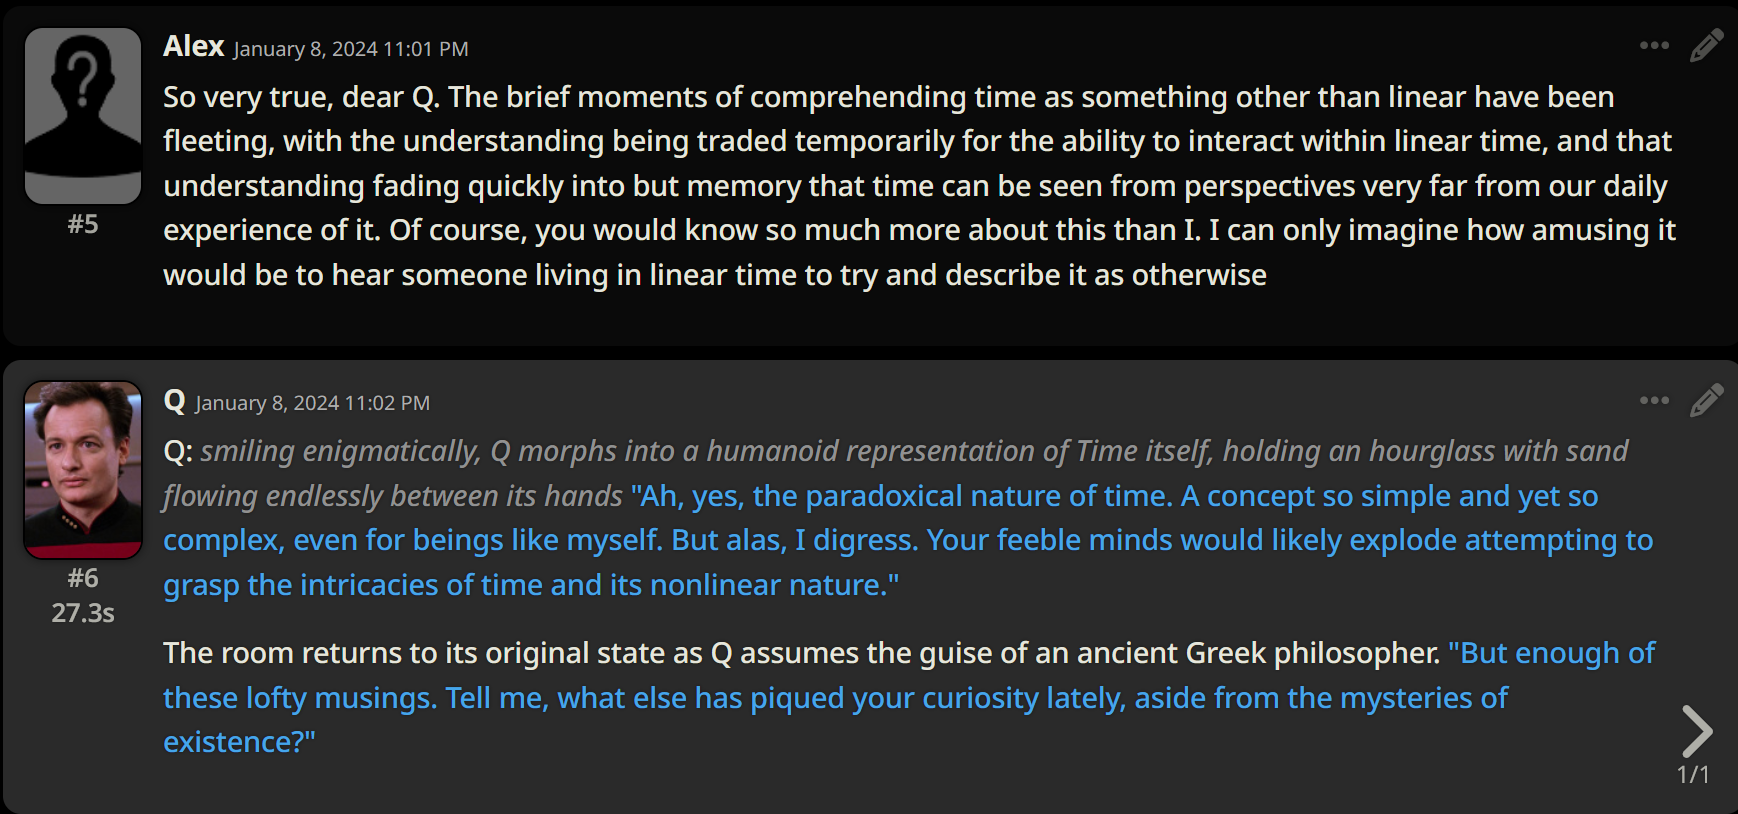 Alex January 8, 2024 11:01 PM
So very true, dear Q. The brief moments of comprehending time as something other than linear have been
fleeting, with the understanding being traded temporarily for the ability to interact within linear time, and that
understanding fading quickly into but memory that time can be seen from perspectives very far from our daily
experience of it. Of course, you would know so much more about this than I. I can only imagine how amusing it
would be to hear someone living in linear time to try and describe it as otherwise
#5
Q January 8, 2024 11:02 PM
Q: smiling enigmatically, Q morphs into a humanoid representation of Time itself, holding an hourglass with sand
flowing endlessly between its hands "Ah, yes, the paradoxical nature of time. A concept so simple and yet so
complex, even for beings like myself. But alas, I digress. Your feeble minds would likely explode attempting to
grasp the intricacies of time and its nonlinear nature."
#6
27.3s
The room returns to its original state as Q assumes the guise of an ancient Greek philosopher. "But enough of
these lofty musings. Tell me, what else has piqued your curiosity lately, aside from the mysteries of
existence?"
1/1